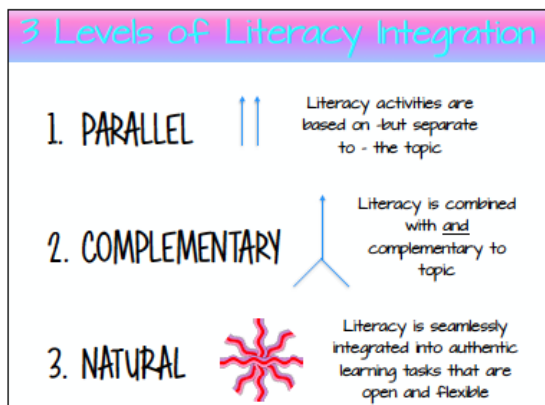 3 Levels of Literacy Integration
1. PARALLEL
Literacy activities are
based on -but separate
to - the topic
2. COMPLEMENTARY
Literacy is combined
with and
complementary to
topic
3. NATURAL
Literacy is seamlessly
integrated into authentic
learning tasks that are
open and flexible